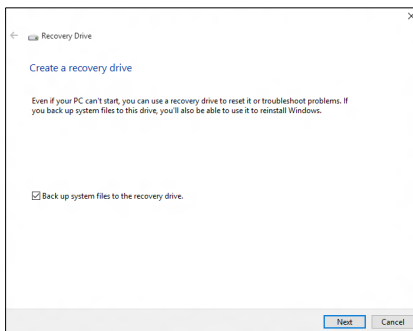 Recovery Drive
Create a recovery drive
Even if your PC can't start, you can use a recovery drive to reset it or troubleshoot problems. If
you back up system files to this drive, you'll also be able to use it to reinstall Windows.
Back up system files to the recovery drive.
Next Cancel